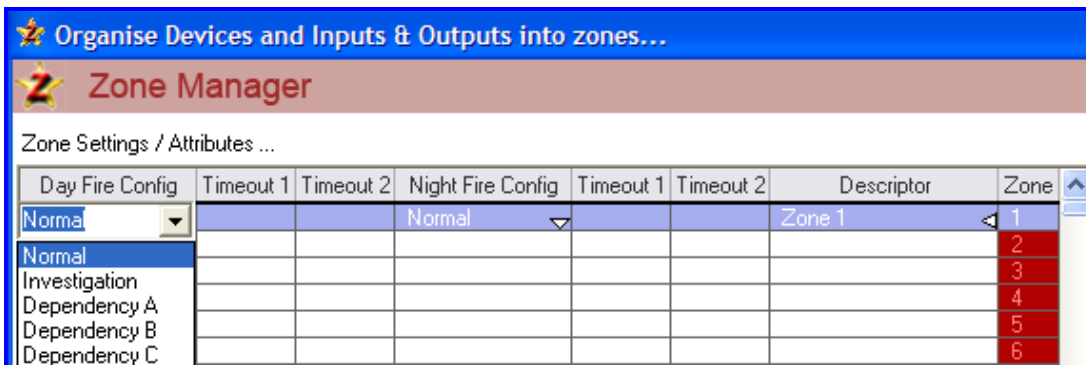 Organise Devices and Inputs & Outputs into zones...
Z Zone Manager
Zone Settings / Attributes ...
Day Fire Config Timeout 1 Timeout 2 Night Fire Config Timeout 1 Timeout 2 Descriptor Zone
Normal Normal Zone 1 1
Normal 2
Investigation 3
Dependency A 4
Dependency B 5
Dependency C 6